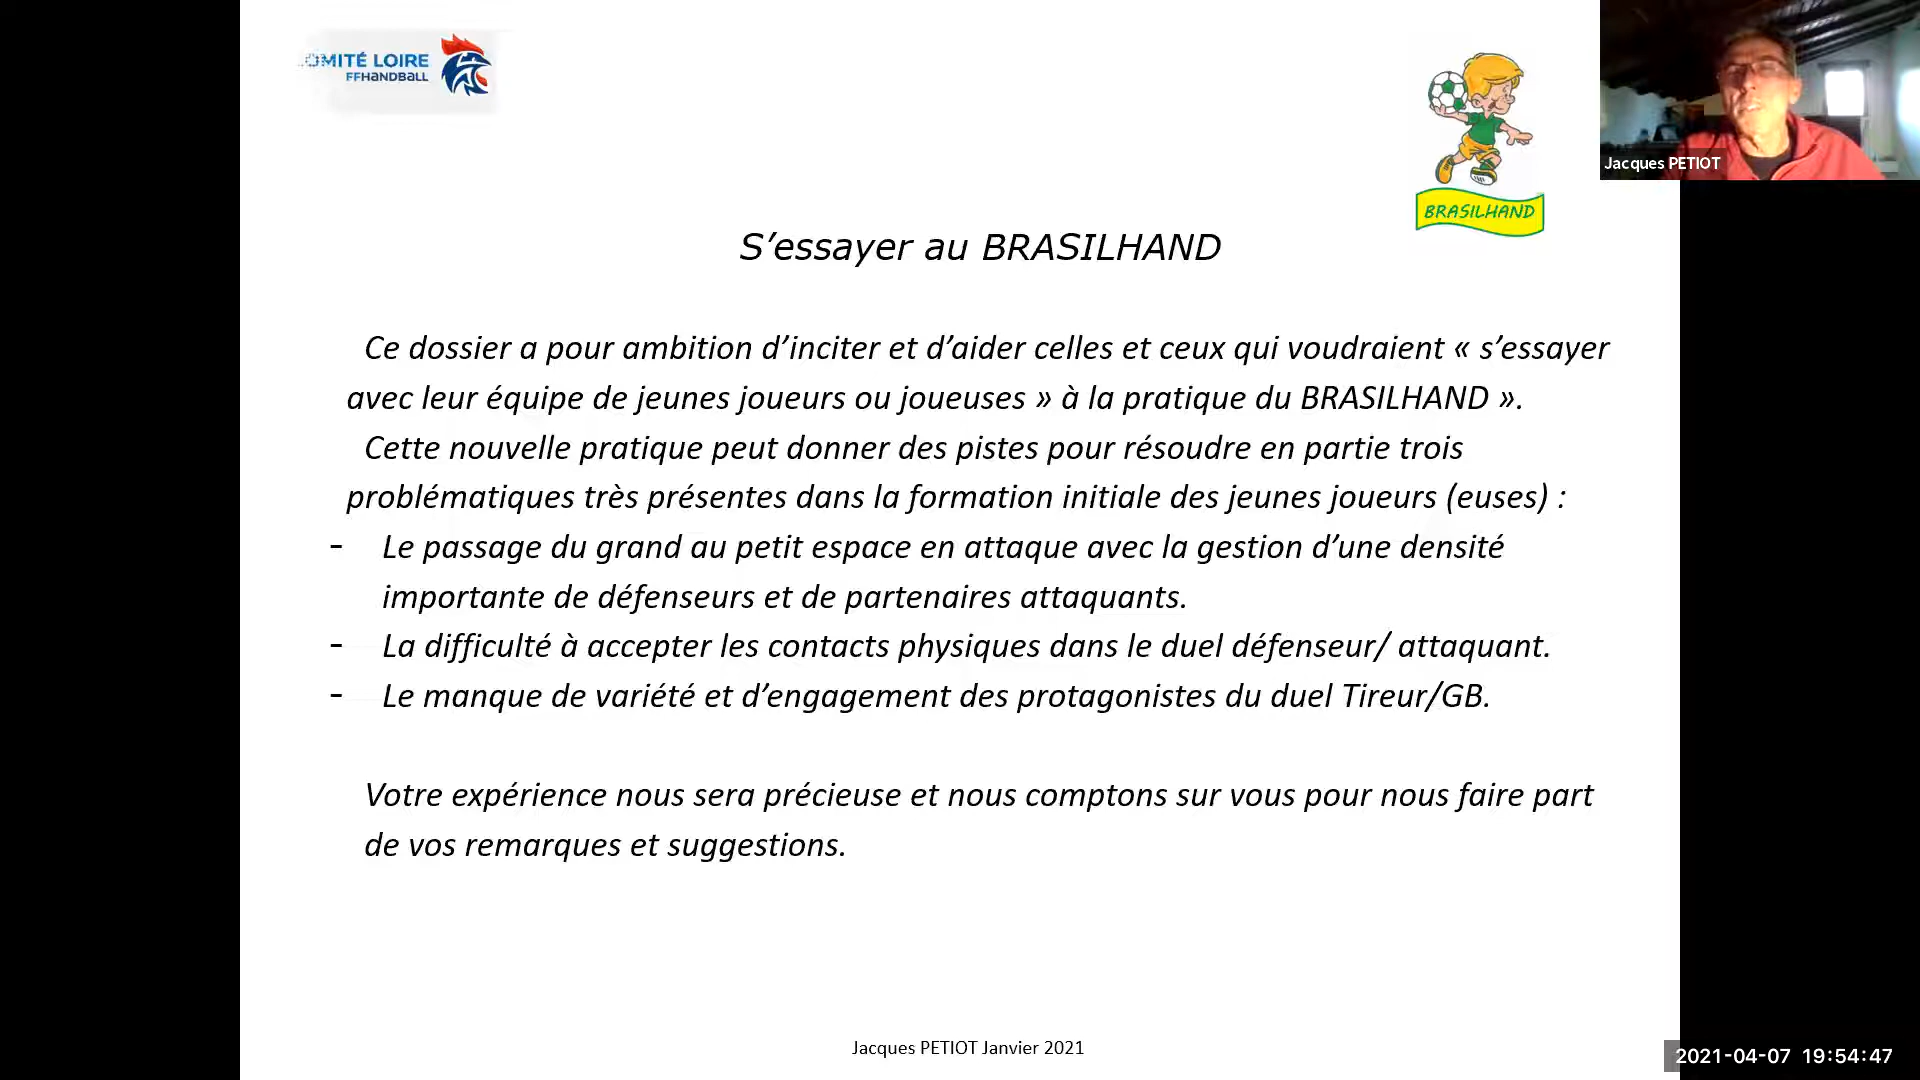 OMITÉ LOIRE
FFHANDBALL
BRASILHAND
Jacques PETIOT
S’essayer au BRASILHAND
Ce dossier a pour ambition d’inciter et d’aider celles et ceux qui voudraient « s’essayer
avec leur équipe de jeunes joueurs ou joueuses » à la pratique du BRASILHAND ».
Cette nouvelle pratique peut donner des pistes pour résoudre en partie trois
problématiques très présentes dans la formation initiale des jeunes joueurs (euses) :
- Le passage du grand au petit espace en attaque avec la gestion d’une densité
importante de défenseurs et de partenaires attaquants.
- La difficulté à accepter les contacts physiques dans le duel défenseur/ attaquant.
- Le manque de variété et d’engagement des protagonistes du duel Tireur/GB.
Votre expérience nous sera précieuse et nous comptons sur vous pour nous faire part
de vos remarques et suggestions.
Jacques PETIOT Janvier 2021
2021-04-07 19:54:47